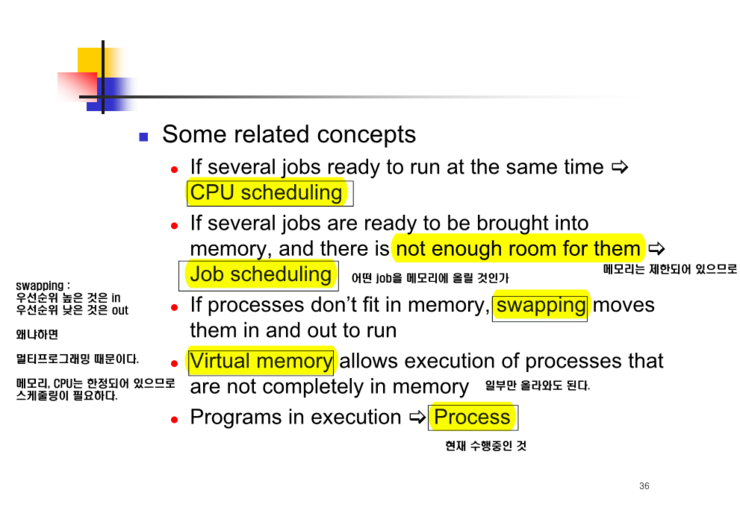 Some related concepts
If several jobs ready to run at the same time ⇨
CPU scheduling
If several jobs are ready to be brought into
memory, and there is not enough room for them ⇨
메모리는 제한되어 있으므로
Job scheduling 어떤 job을 메모리에 올릴 것인가
swapping :
우선순위 높은 것은 in
우선순위 낮은 것은 out
왜냐하면
멀티프로그래밍 때문이다.
메모리, CPU는 한정되어 있으므로
스케줄링이 필요하다.
If processes don't fit in memory, swapping moves
them in and out to run
Virtual memory allows execution of processes that
are not completely in memory 일부만 올라와도 된다.
Programs in execution ⇨ Process
현재 수행중인 것
36